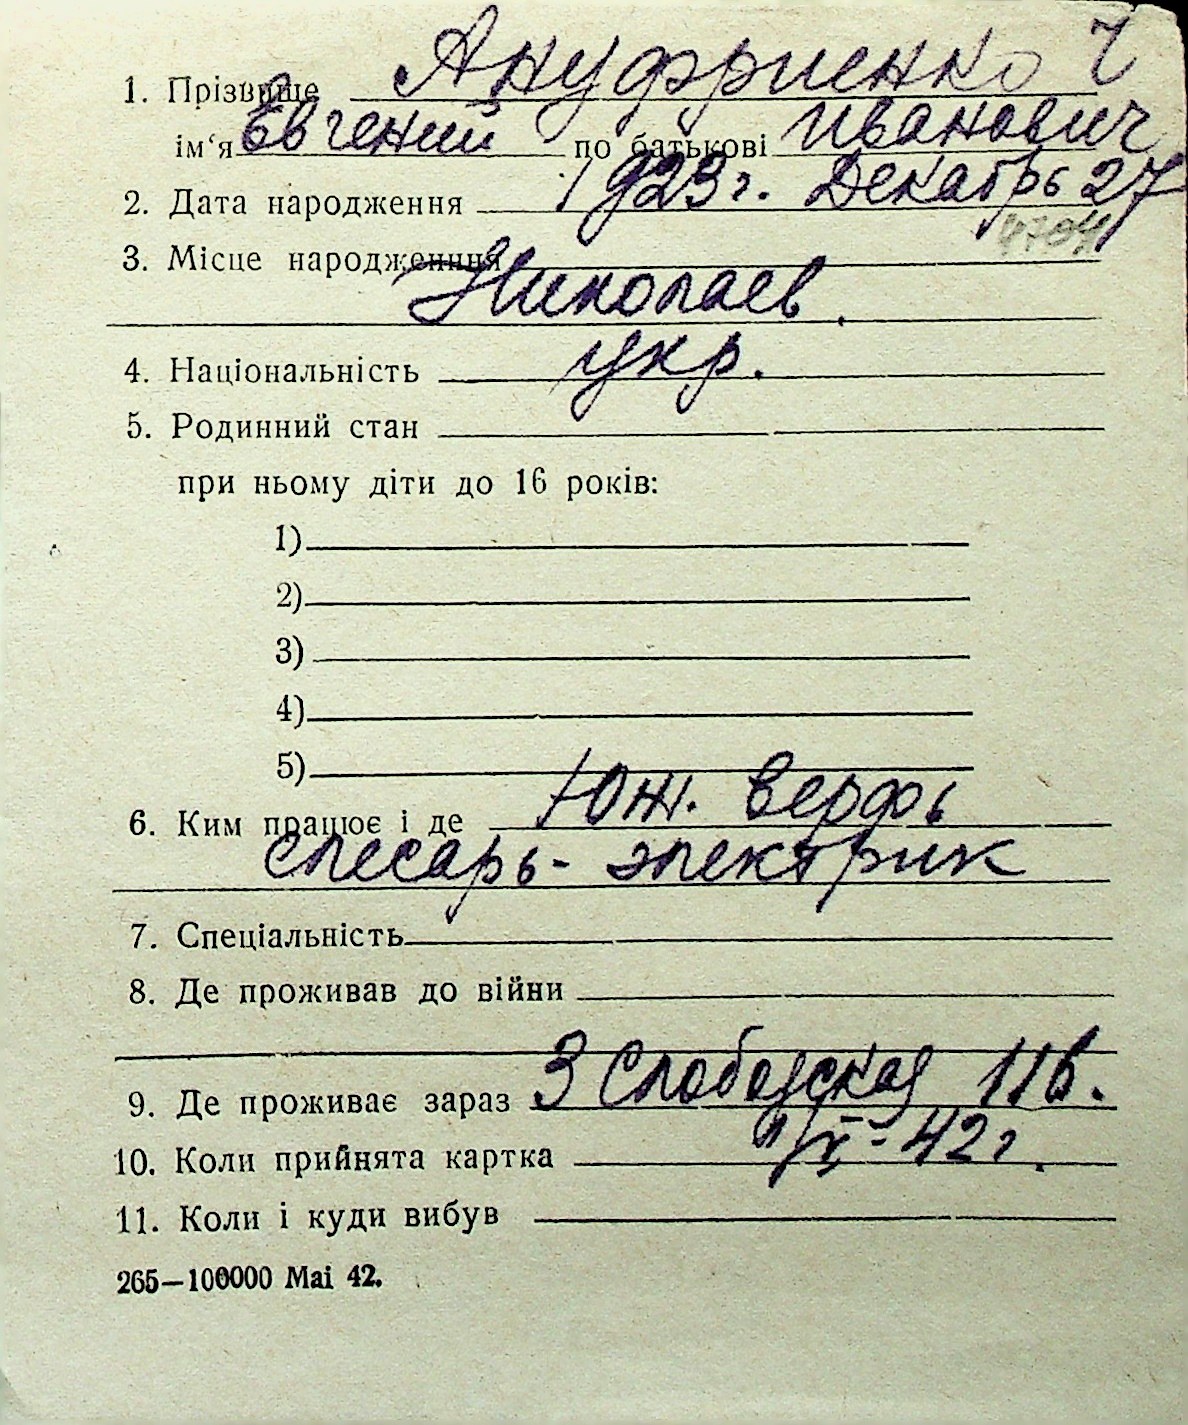 1. Прізвище Ануфриенко
ім‘я Евгений по батькові Иванович
2. Дата народження 1923 г. Декабрь 27
3. Місце народження
Николаев.
4. Національність укр.
5. Родинний стан
при ньому діти до 16 років:
1)
2)
3)
4)
5)
6. Ким працює і де Юж. верфь
слесарь- электрик
7. Спеціальність
8. Де проживав до війни
9. Де проживає зараз 3 Слободская 11в.
10. Коли прийнята картка 42 г.
11. Коли і куди вибув
265—100000 Mai 42.